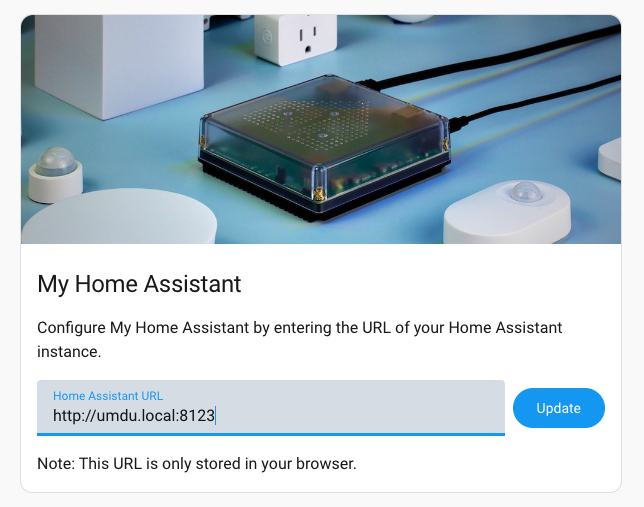 My Home Assistant
Configure My Home Assistant by entering the URL of your Home Assistant
instance.
Home Assistant URL
http://umdu.local:8123
Update
Note: This URL is only stored in your browser.